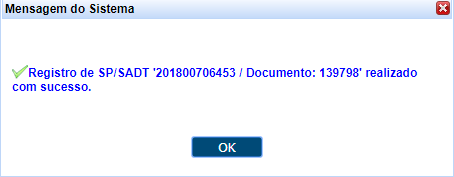 Mensagem do Sistema
Registro de SP/SADT '201800706453 / Documento: 139798' realizado
com sucesso.
OK